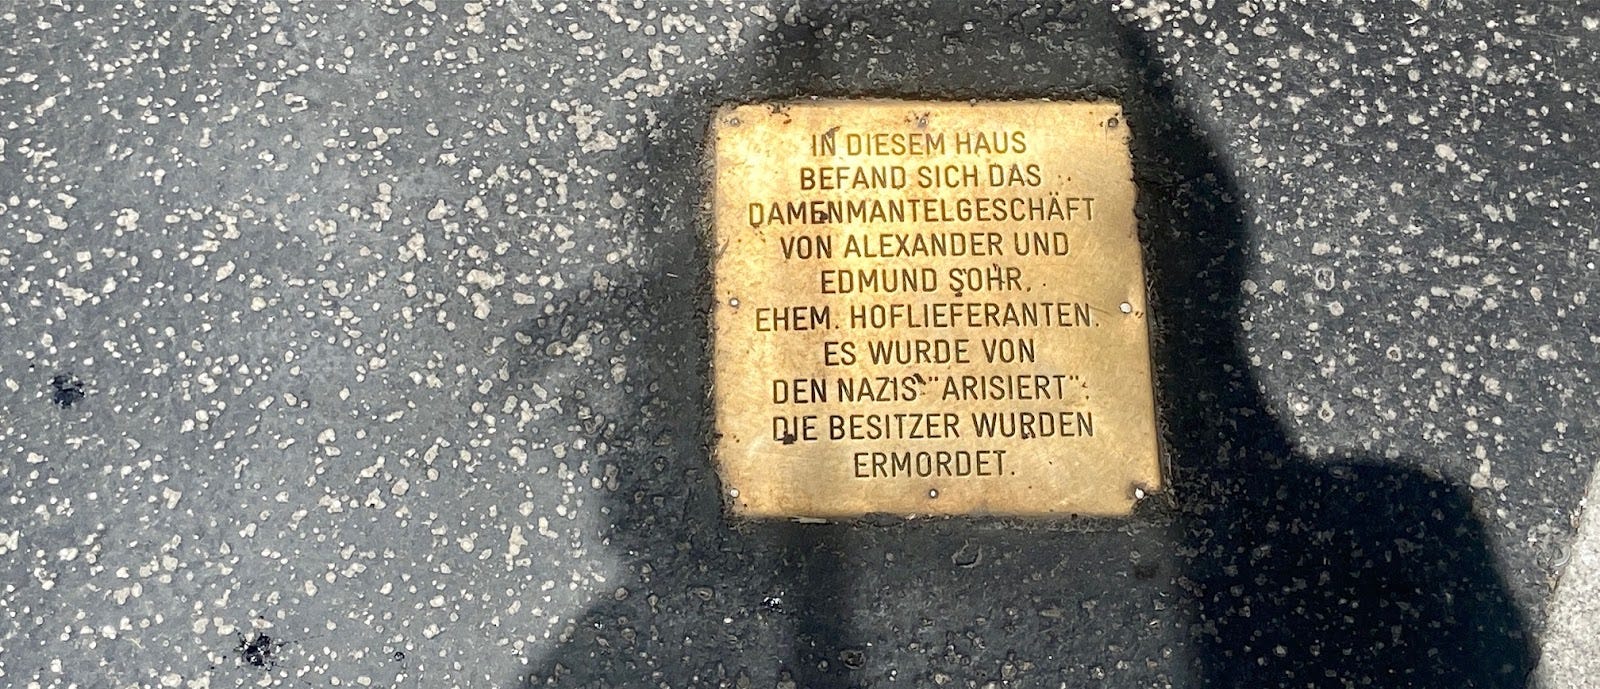 IN DIESEM HAUS
BEFAND SICH DAS
DAMENMANTELGESCHÄFT
VON ALEXANDER UND
EDMUND SOHR,
EHEM. HOFLIEFERANTEN.
ES WURDE VON
DEN NAZIS "ARISIERT".
DIE BESITZER WURDEN
ERMORDET.